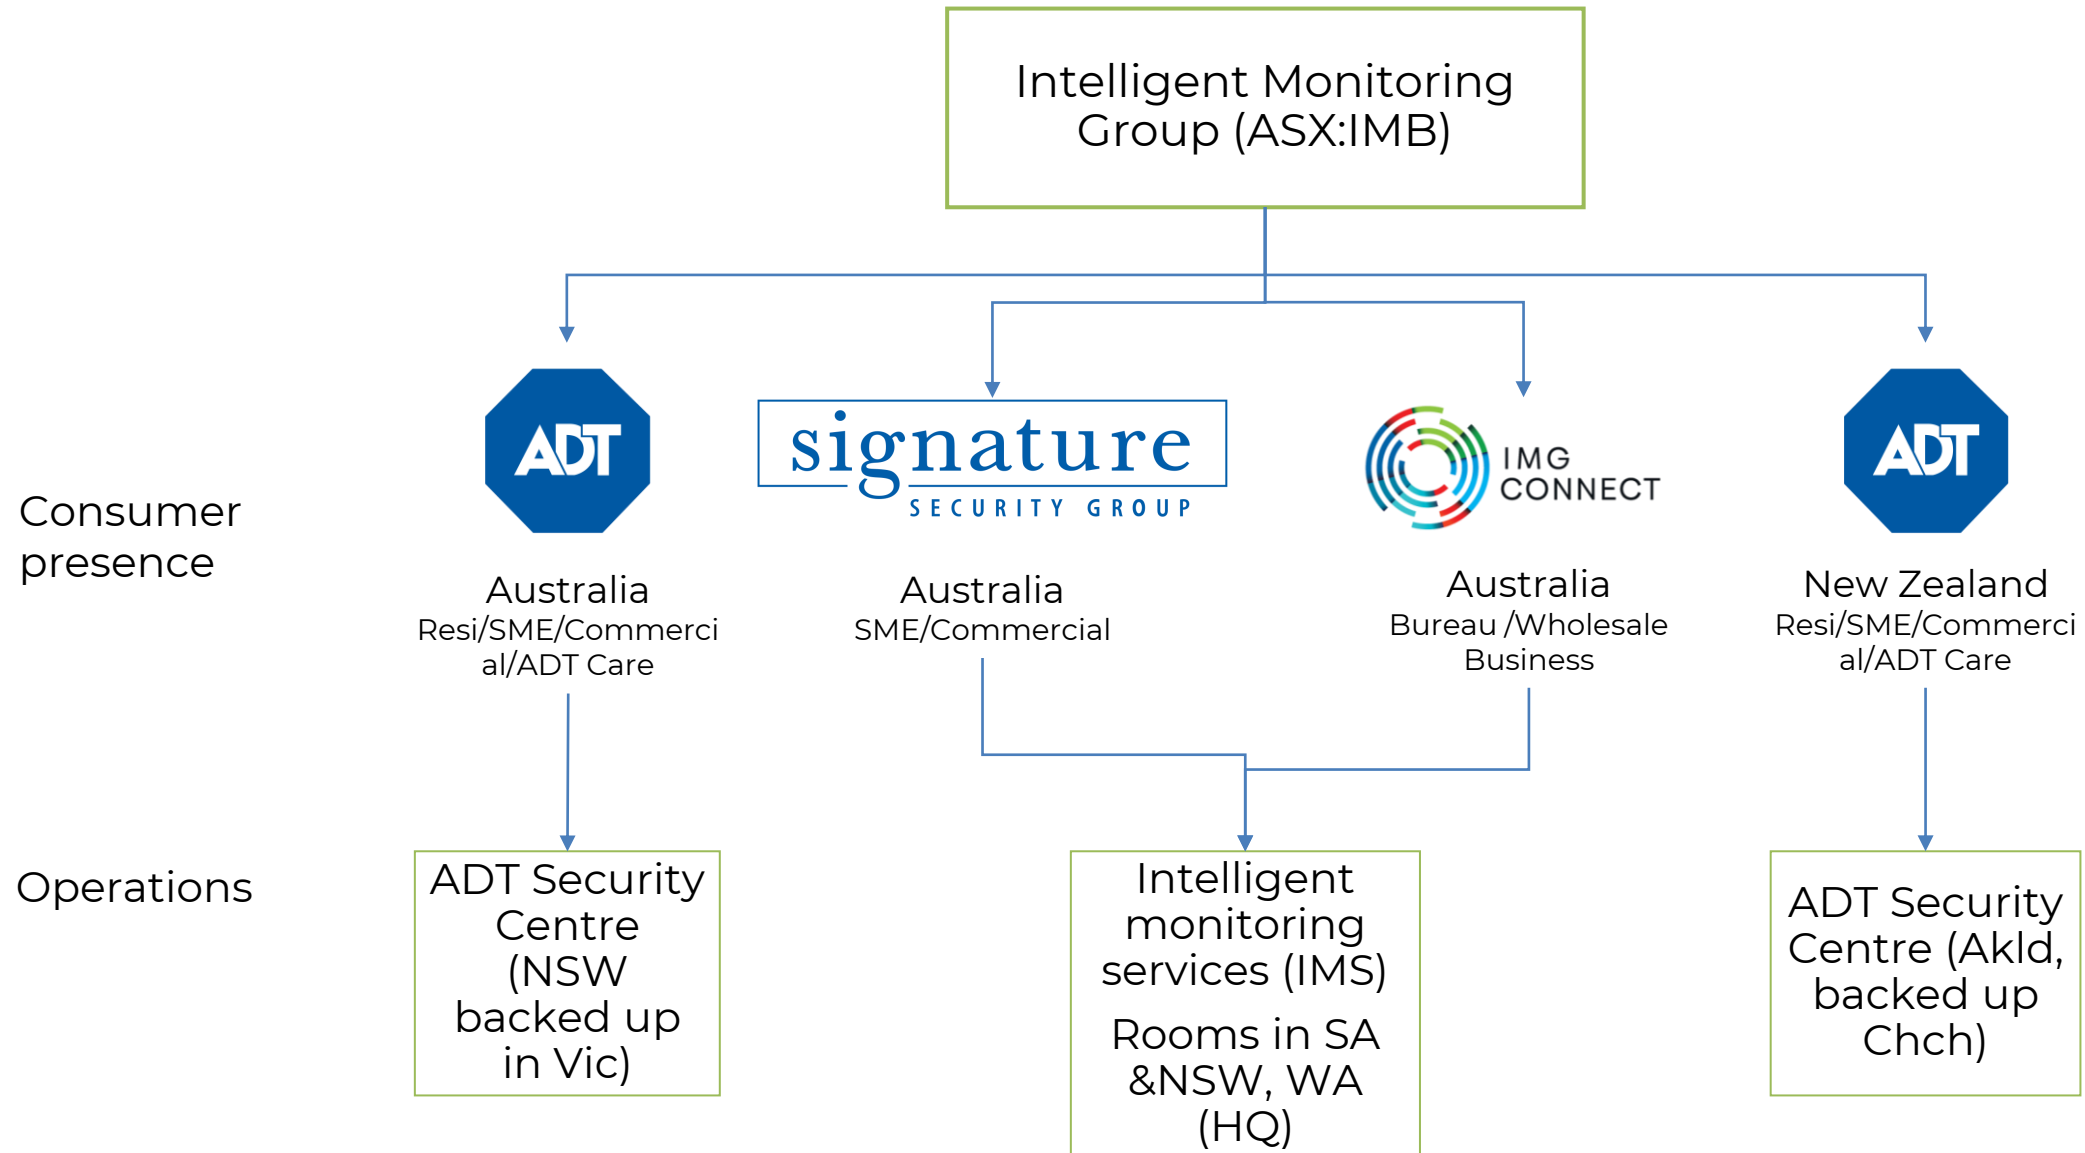 Intelligent Monitoring
Group (ASX:IMB)
Consumer
presence
ADT
Australia
Resi/SME/Commerci
al/ADT Care
signature
SECURITY GROUP
Australia
SME/Commercial
IMG
CONNECT
Australia
Bureau /Wholesale
Business
ADT
New Zealand
Resi/SME/Commerci
al/ADT Care
Operations
ADT Security
Centre
(NSW
backed up
in Vic)
Intelligent
monitoring
services (IMS)
Rooms in SA
&NSW, WA
(HQ)
ADT Security
Centre (Akld,
backed up
Chch)